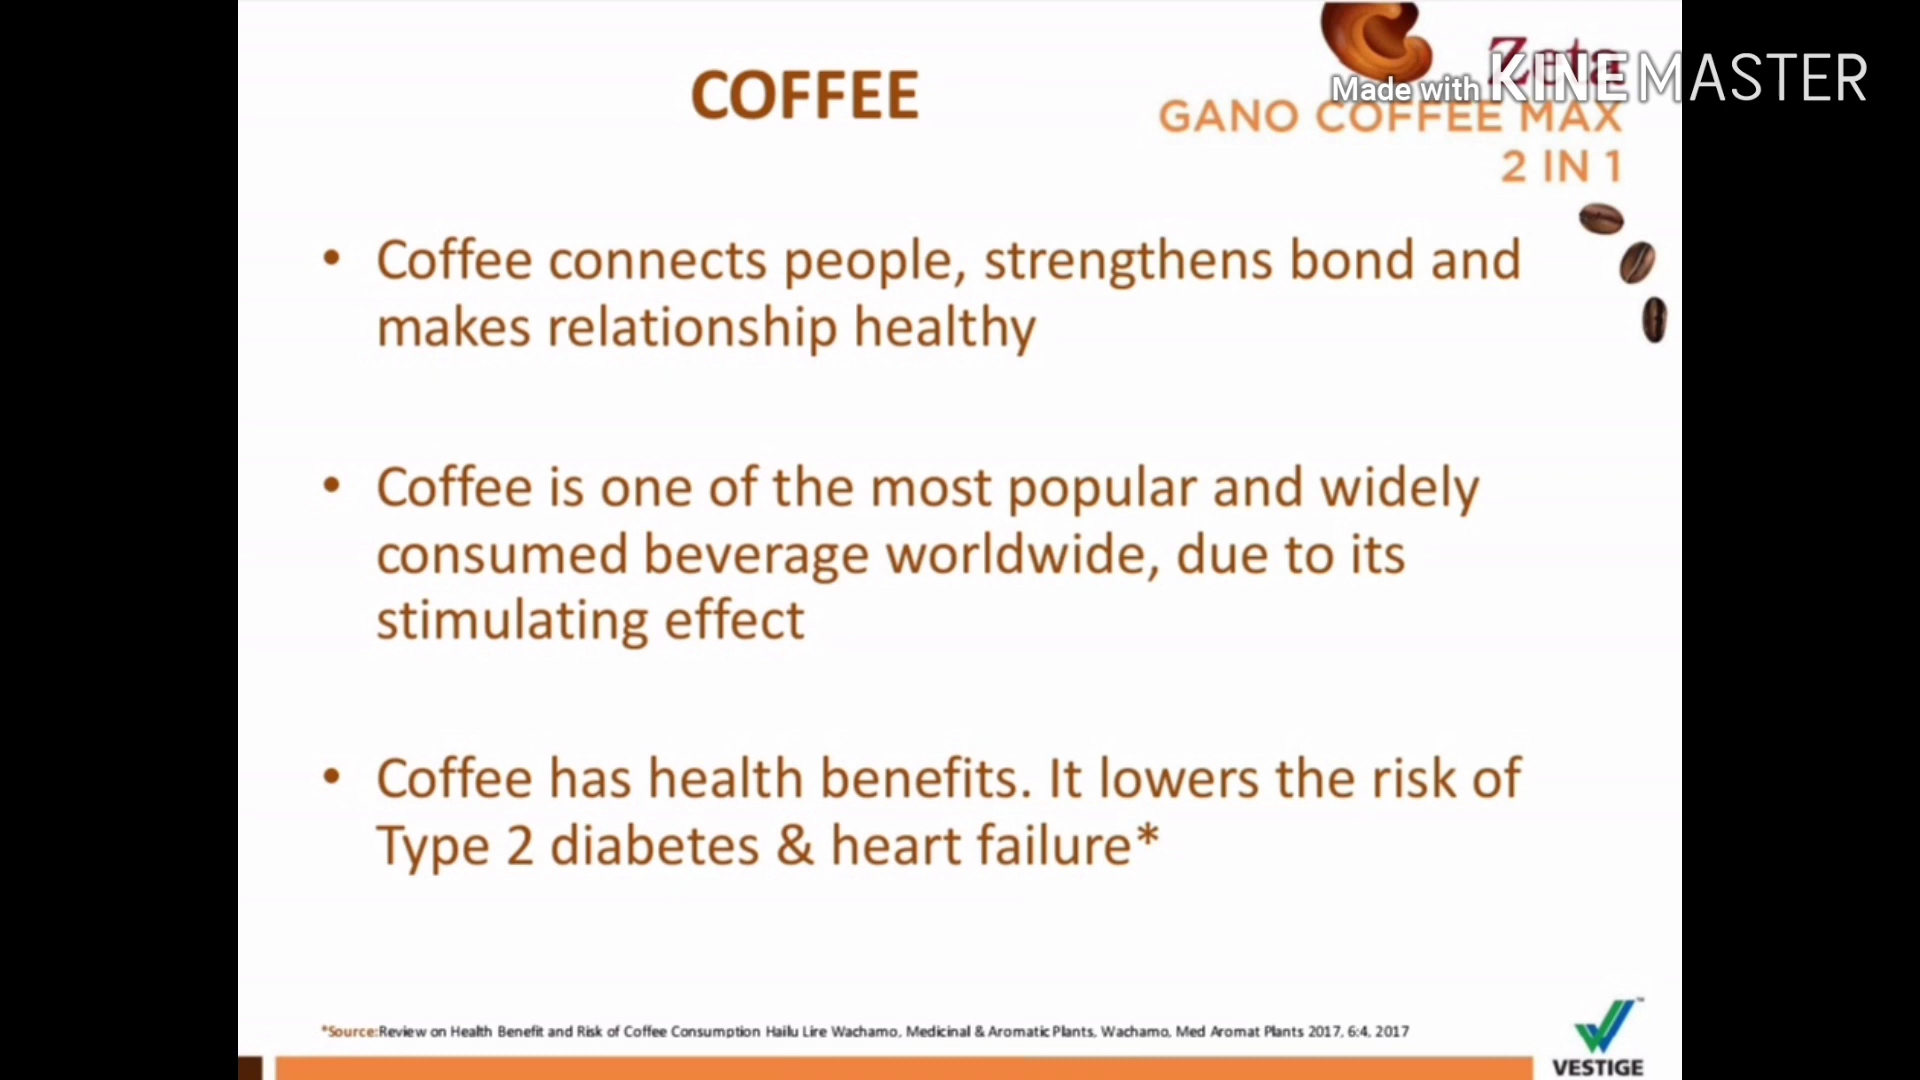 COFFEE
Zeta
Made with KINEMASTER
GANO COFFEE MAX
2 IN 1
• Coffee connects people, strengthens bond and
makes relationship healthy
• Coffee is one of the most popular and widely
consumed beverage worldwide, due to its
stimulating effect
• Coffee has health benefits. It lowers the risk of
Type 2 diabetes & heart failure*
*Source:Review on Health Benefit and Risk of Coffee Consumption Hailu Lire Wachamo, Medicinal & Aromatic Plants, Wachamo, Med Aromat Plants 2017, 6:4, 2017
VESTIGE